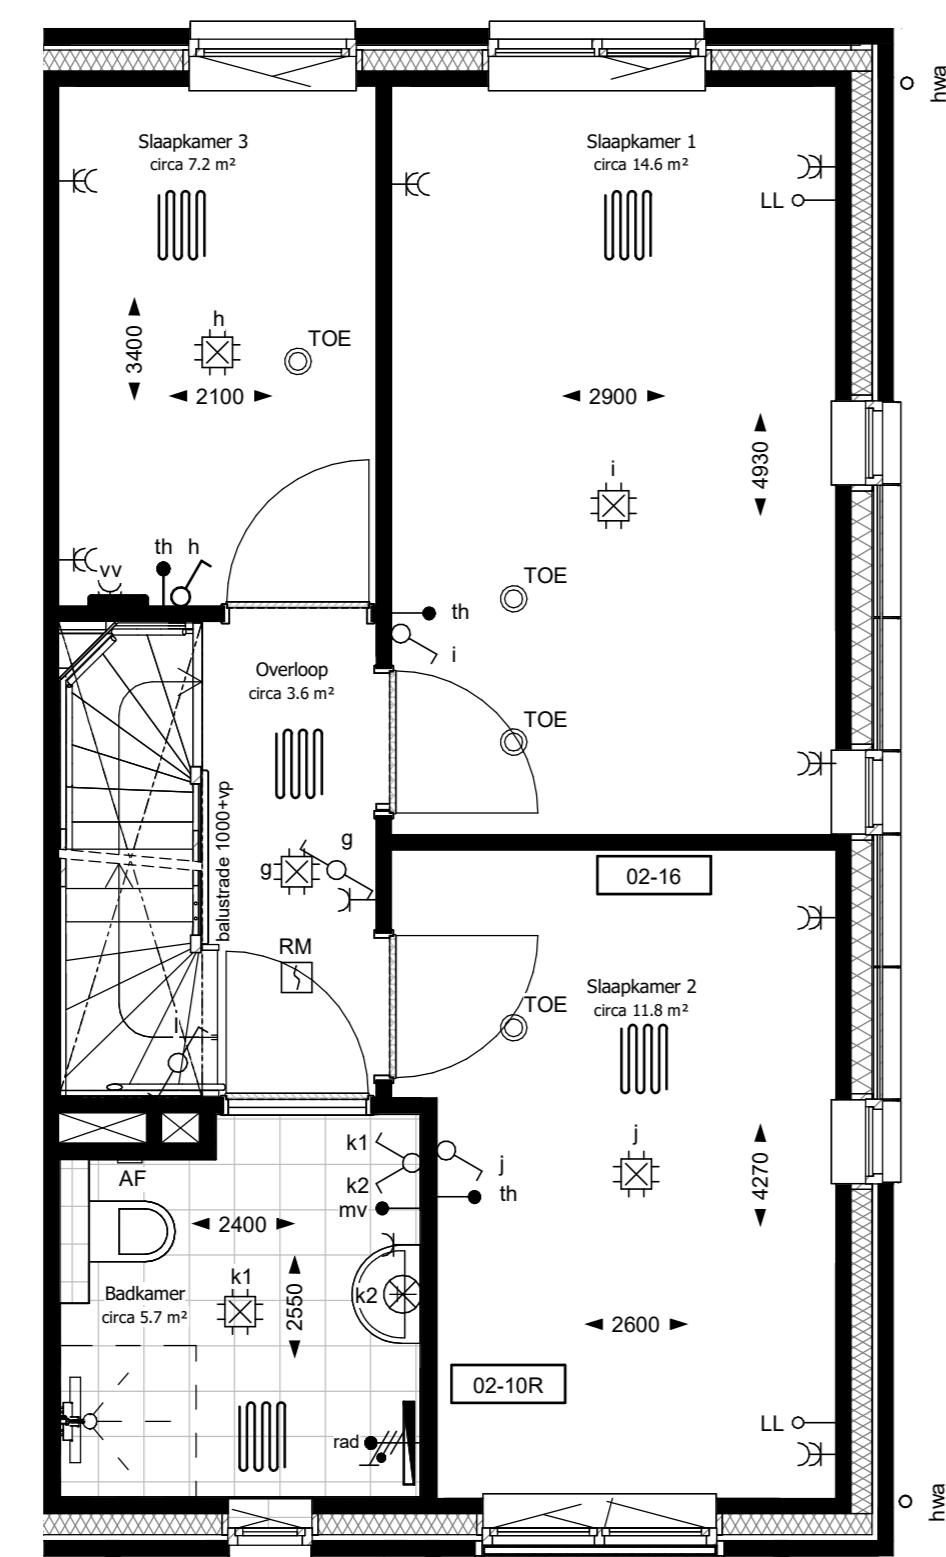 hwa
Slaapkamer 3
circa 7.2 m²
Slaapkamer 1
circa 14.6 m²
LL
h
TOE
3400
2100
2900
4930
i
TOE
th
h
vv
th
i
Overloop
circa 3.6 m²
TOE
balustrade 1000+vp
g
g
02-16
RM
Slaapkamer 2
circa 11.8 m²
TOE
l
k1
k2
mv
j
j
th
AF
2400
4270
Badkamer
circa 5.7 m²
k1
2550
k2
2600
02-10R
LL
rad
hwa